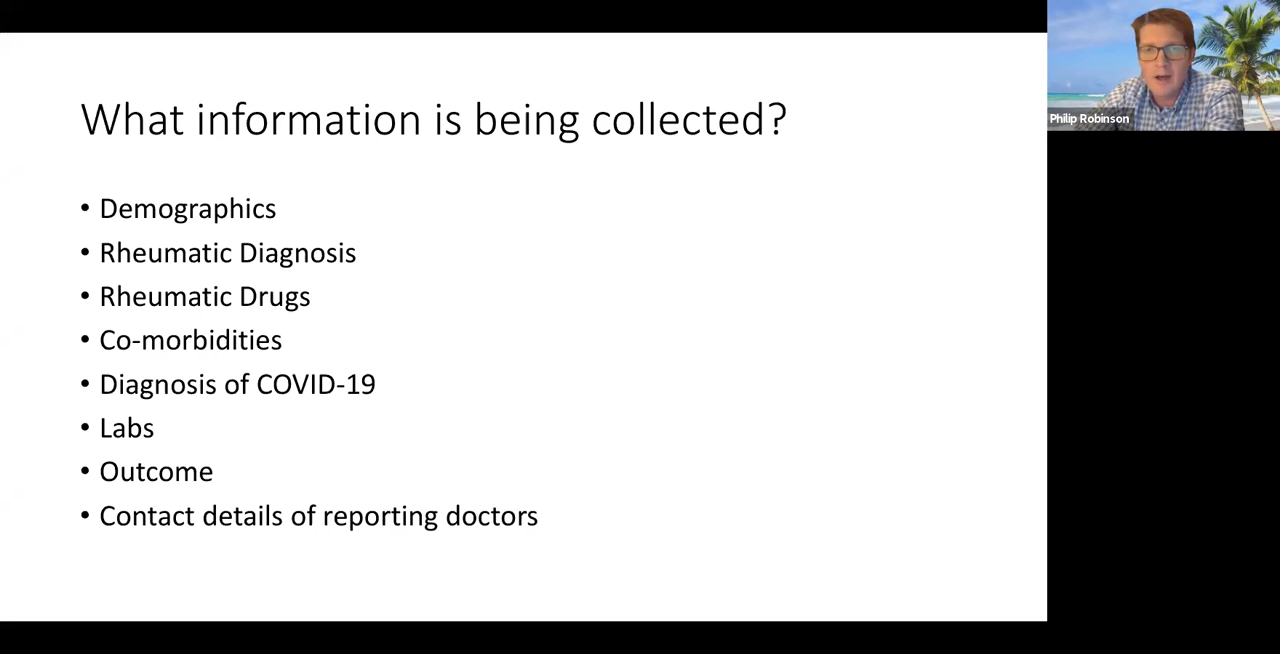 What information is being collected?
• Demographics
• Rheumatic Diagnosis
• Rheumatic Drugs
• Co-morbidities
• Diagnosis of COVID-19
• Labs
• Outcome
• Contact details of reporting doctors
Philip Robinson